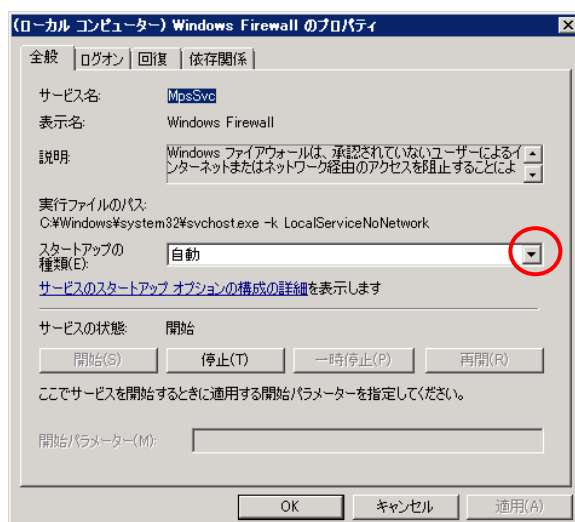 (ローカル コンピューター) Windows Firewall のプロパティ
全般 ログオン 回復 依存関係
サービス名: MpsSvc
表示名: Windows Firewall
説明: Windows ファイアウォールは、承認されていないユーザーによるイ
ンターネットまたはネットワーク経由のアクセスを阻止することによ
実行ファイルのパス:
C:¥Windows¥system32¥svchost.exe -k LocalServiceNoNetwork
スタートアップの
種類(E): 自動
サービスのスタートアップ オプションの構成の詳細を表示します
サービスの状態: 開始
開始(S) 停止(T) 一時停止(P) 再開(R)
ここでサービスを開始するときに適用する開始パラメーターを指定してください。
開始パラメーター(M):
OK キャンセル 適用(A)